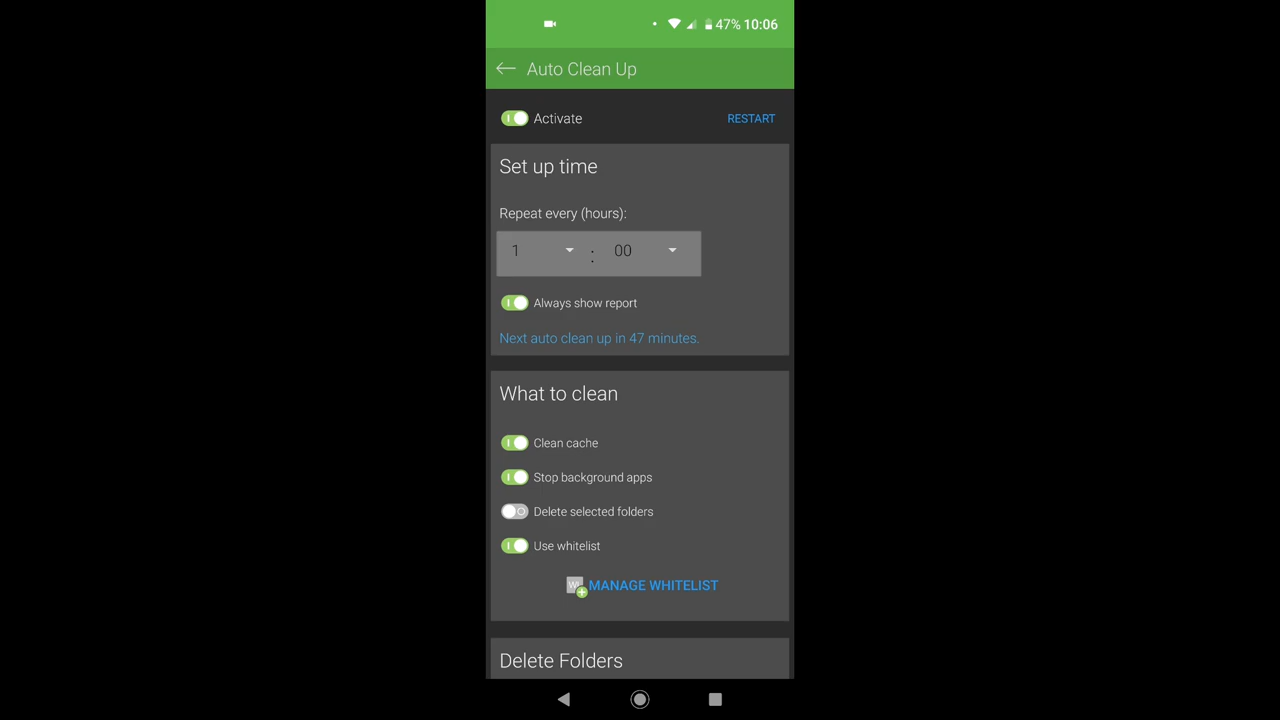 47% 10:06
Auto Clean Up
Activate RESTART
Set up time
Repeat every (hours):
1 : 00
Always show report
Next auto clean up in 47 minutes.
What to clean
Clean cache
Stop background apps
Delete selected folders
Use whitelist
MANAGE WHITELIST
Delete Folders